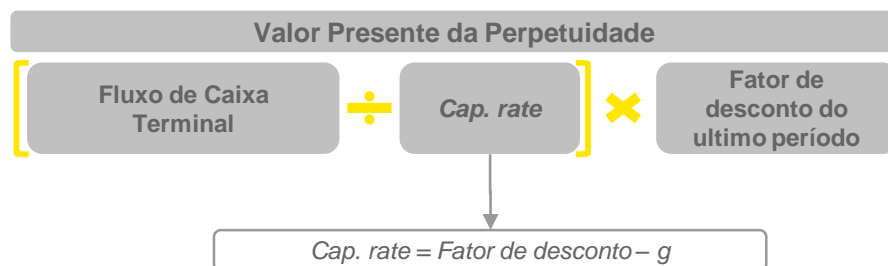 Valor Presente da Perpetuidade
Fluxo de Caixa
Terminal
÷
Cap. rate
×
Fator de
desconto do
ultimo período
Cap. rate = Fator de desconto – g